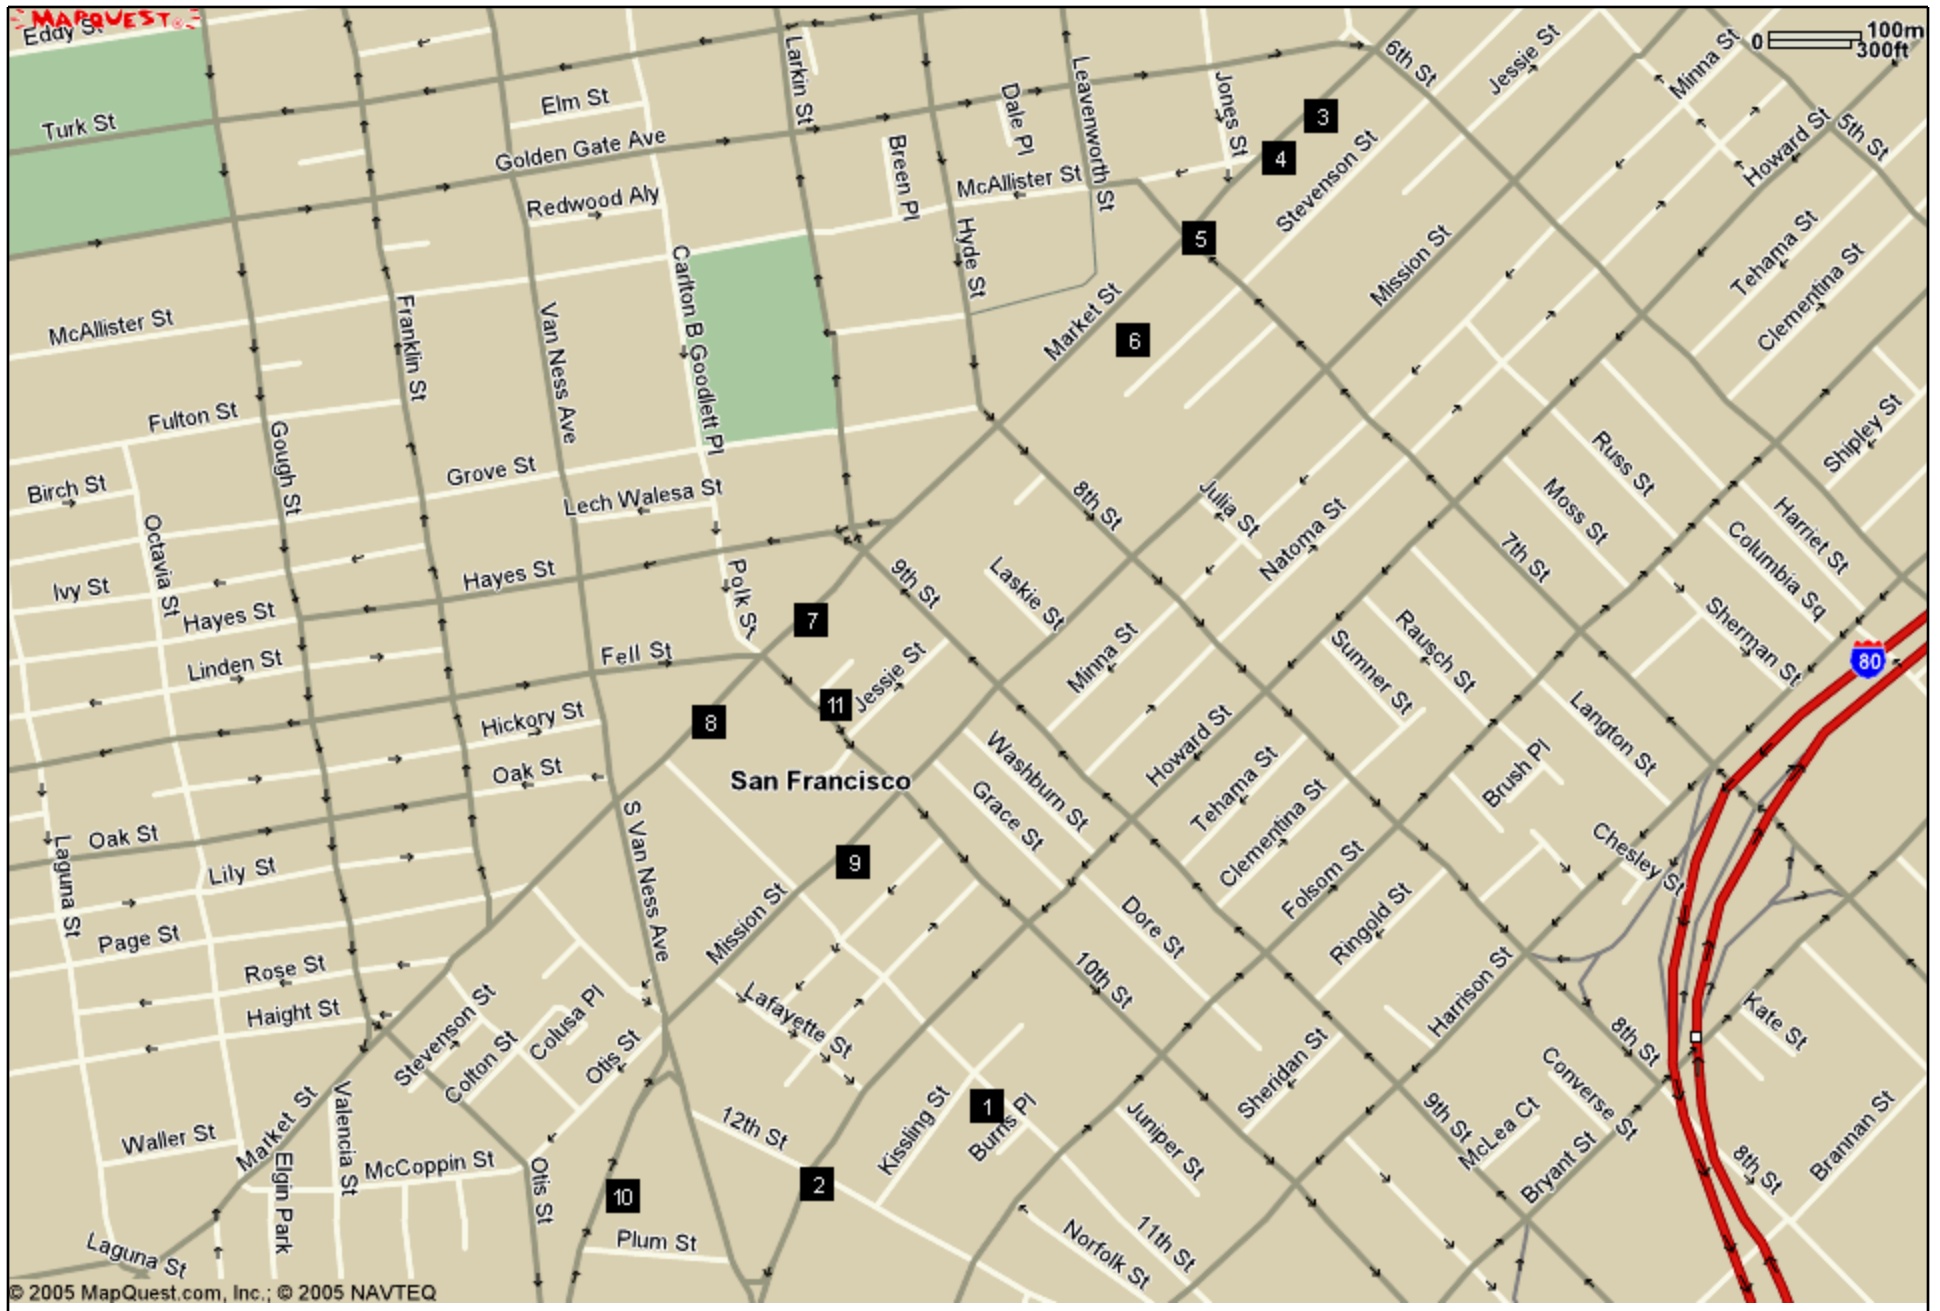 MAPQUEST
Eddy St
0 100m
300ft
Turk St
Elm St
Golden Gate Ave
Larkin St
Breen Pl
Dale Pl
Leavenworth St
Jones St
3
4
6th St
Jessie St
Minna St
Howard St
5th St
Stevenson St
Redwood Aly
McAllister St
Hyde St
5
Mission St
Tehama St
Clementina St
McAllister St
Franklin St
Van Ness Ave
Carlton B Goodlett Pl
Market St
6
Fulton St
Gough St
Grove St
Lech Walesa St
Birch St
Octavia St
8th St
Julia St
Natoma St
Russ St
Moss St
Shipley St
Harriet St
Columbia Sq
7th St
Ivy St
Hayes St
Hayes St
Polk St
9th St
Laskie St
Linden St
Fell St
7
Minna St
Sumner St
Rausch St
Sherman St
80
Hickory St
Oak St
8
11
Jessie St
San Francisco
Washburn St
Grace St
Howard St
Tehama St
Clementina St
Langton St
Brush Pl
Oak St
Laguna St
Lily St
S Van Ness Ave
9
Mission St
Dore St
Folsom St
Ringold St
Chesley St
Page St
Rose St
Haight St
Stevenson St
Colton St
Colusa Pl
Otis St
Lafayette St
10th St
Harrison St
Kate St
8th St
Sheridan St
Converse St
Waller St
Market St
Valencia St
Elgin Park
McCoppin St
Otis St
12th St
Kissling St
1
Burns Pl
Juniper St
9th St
McLea Ct
Bryant St
8th St
Brannan St
2
10
Plum St
Laguna St
Norfolk St
11th St
© 2005 MapQuest.com, Inc.; © 2005 NAVTEQ